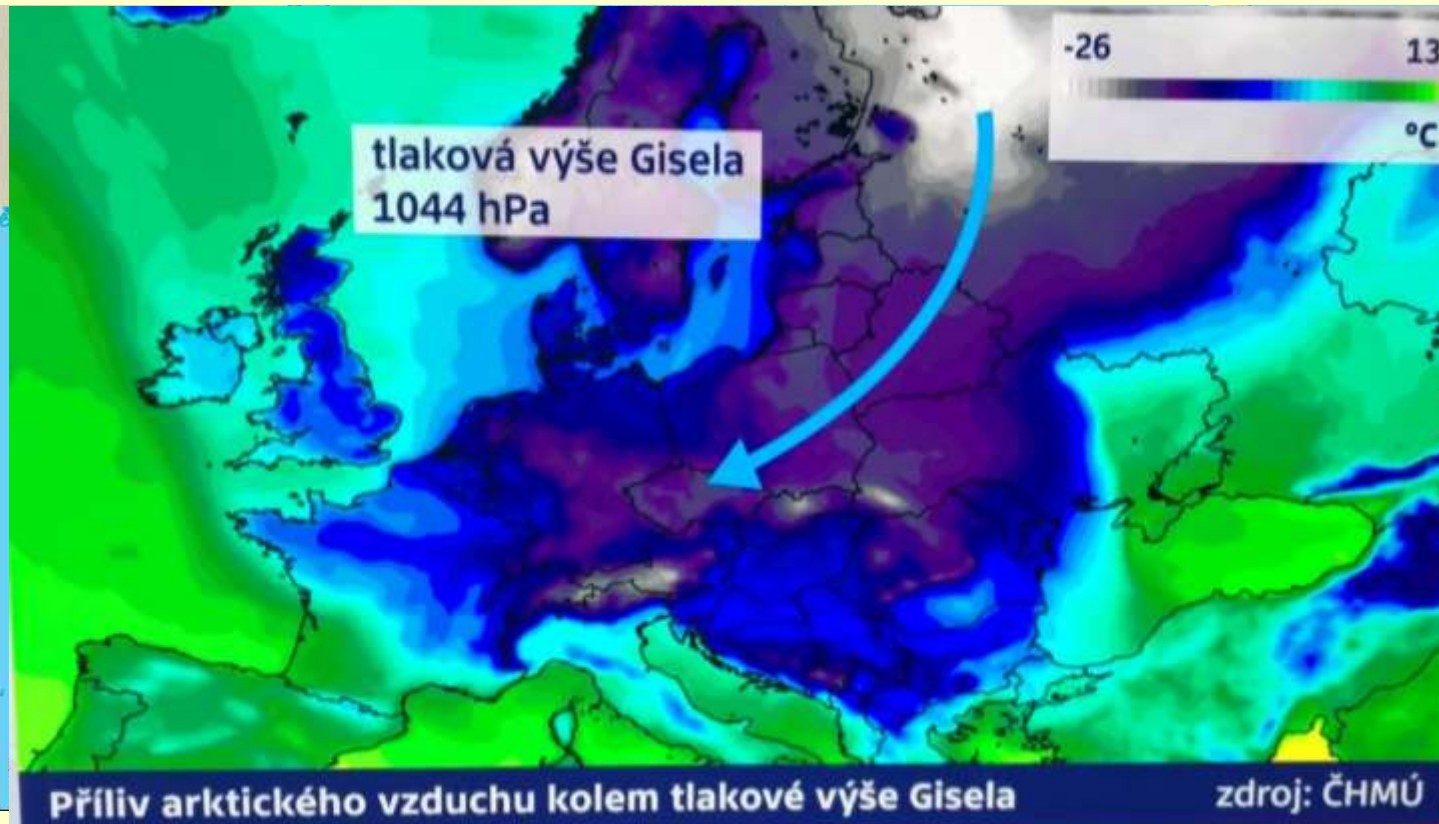 -26 13
°C
tlaková výše Gisela
1044 hPa
Příliv arktického vzduchu kolem tlakové výše Gisela zdroj: ČHMÚ